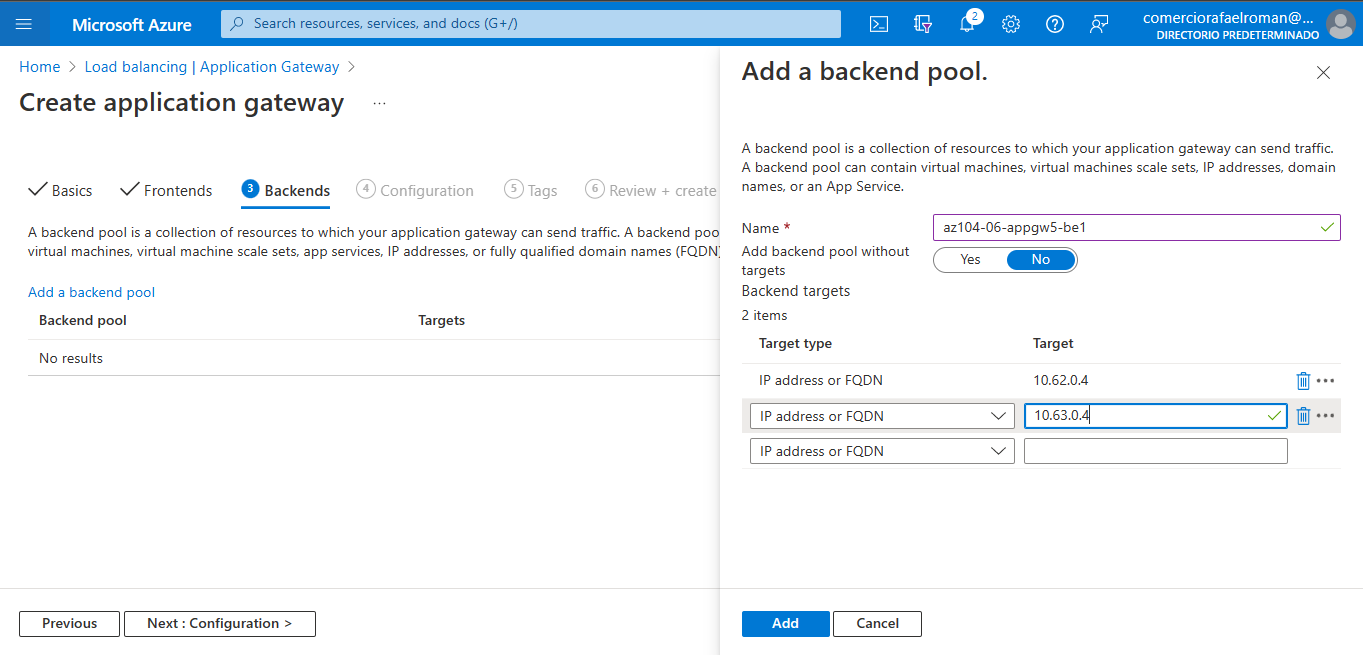 Microsoft Azure
Search resources, services, and docs (G+/)
2
comerciorafaelroman@...
DIRECTORIO PREDETERMINADO
Home > Load balancing | Application Gateway >
Create application gateway ...
Basics
Frontends
3 Backends
4 Configuration
5 Tags
6 Review + create
A backend pool is a collection of resources to which your application gateway can send traffic. A backend poo
virtual machines, virtual machine scale sets, app services, IP addresses, or fully qualified domain names (FQDN)
Add a backend pool
Backend pool Targets
No results
Previous
Next : Configuration >
Add a backend pool.
A backend pool is a collection of resources to which your application gateway can send traffic.
A backend pool can contain virtual machines, virtual machines scale sets, IP addresses, domain
names, or an App Service.
Name * az104-06-appgw5-be1
Add backend pool without
targets
Yes No
Backend targets
2 items
Target type Target
IP address or FQDN 10.62.0.4
IP address or FQDN 10.63.0.4
IP address or FQDN
Add
Cancel